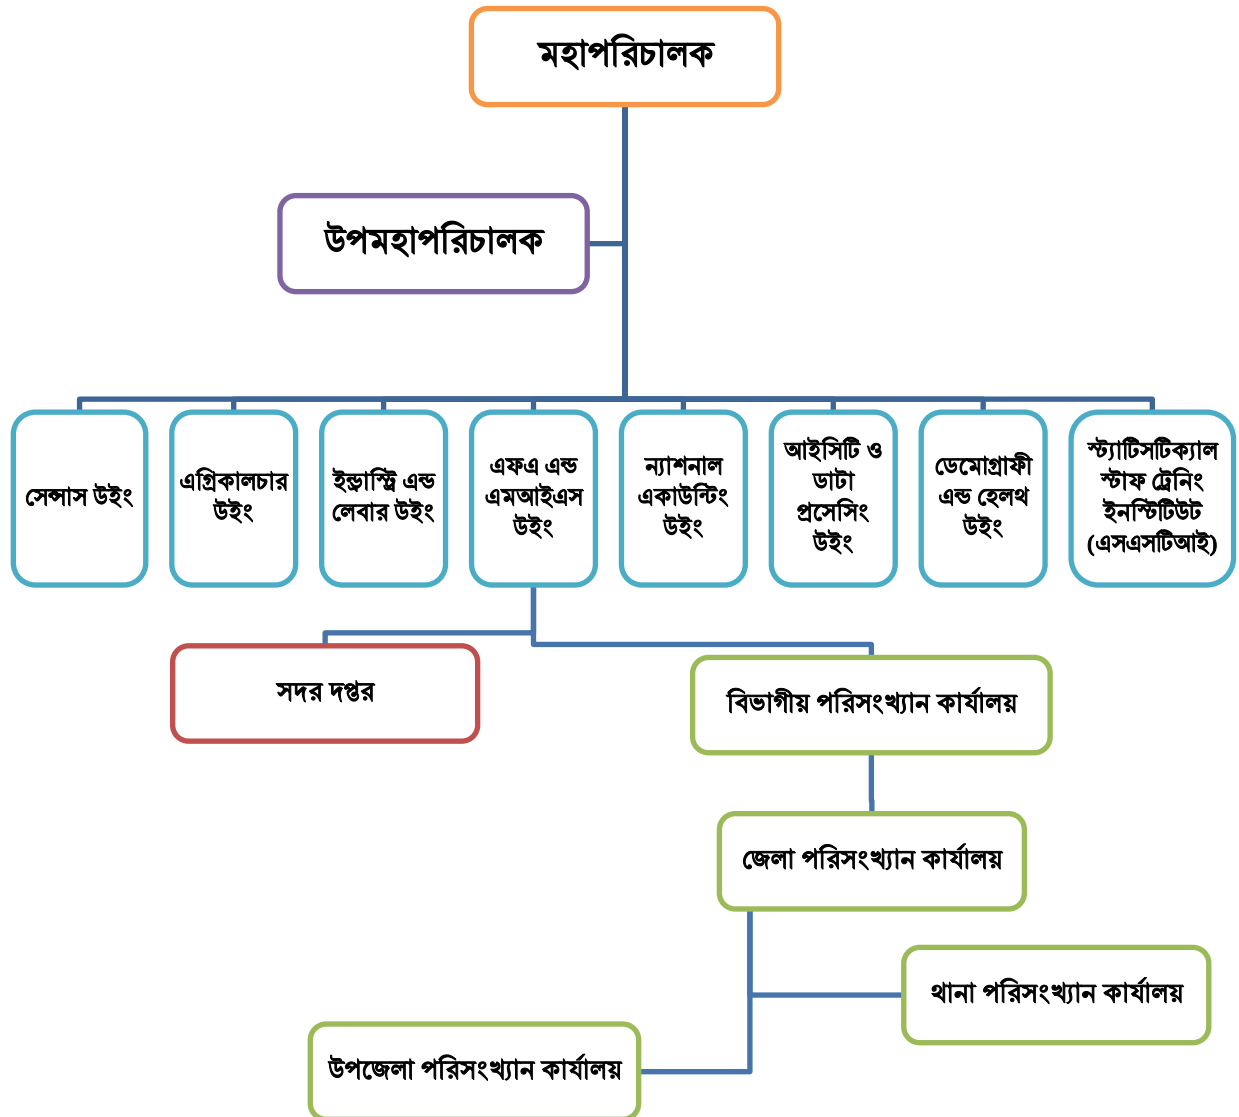 মহাপরিচালক
উপমহাপরিচালক
সেন্সাস উইং
এগ্রিকালচার
উইং
ইন্ড্রাস্ট্রি এন্ড
লেবার উইং
এফএ এন্ড
এমআইএস
উইং
ন্যাশনাল
একাউন্টিং
উইং
আইসিটি ও
ডাটা
প্রসেসিং
উইং
ডেমোগ্রাফী
এন্ড হেলথ
উইং
স্ট্যাটিসটিক্যাল
স্টাফ ট্রেনিং
ইনস্টিটিউট
(এসএসটিআই)
সদর দপ্তর
বিভাগীয় পরিসংখ্যান কার্যালয়
জেলা পরিসংখ্যান কার্যালয়
থানা পরিসংখ্যান কার্যালয়
উপজেলা পরিসংখ্যান কার্যালয়